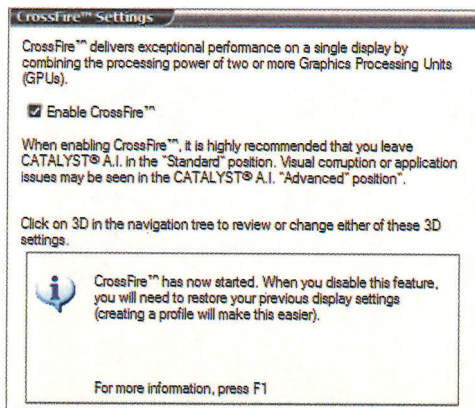 CrossFire™ Settings
CrossFire™ delivers exceptional performance on a single display by
combining the processing power of two or more Graphics Processing Units
(GPUs).
Enable CrossFire™
When enabling CrossFire™, it is highly recommended that you leave
CATALYST® A.I. in the "Standard" position. Visual corruption or application
issues may be seen in the CATALYST® A.I. "Advanced" position".
Click on 3D in the navigation tree to review or change either of these 3D
settings.
CrossFire™ has now started. When you disable this feature,
you will need to restore your previous display settings
(creating a profile will make this easier).
For more information, press F1